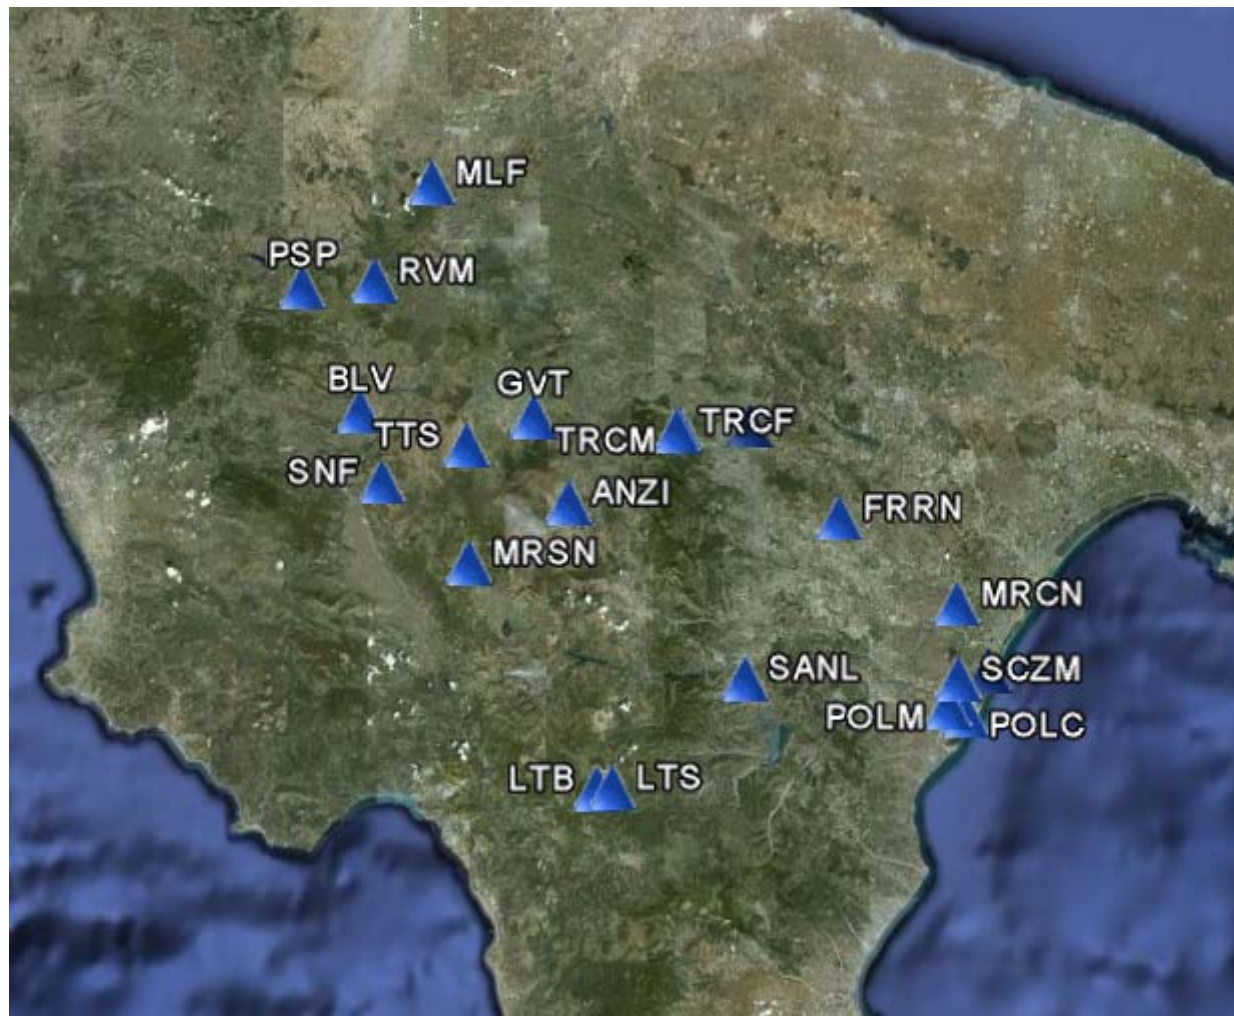 MLF
PSP
RVM
BLV
GVT
TTS
TRCM
TRCF
SNF
ANZI
FRRN
MRSN
MRCN
SANL
SCZM
POLM
POLC
LTB
LTS